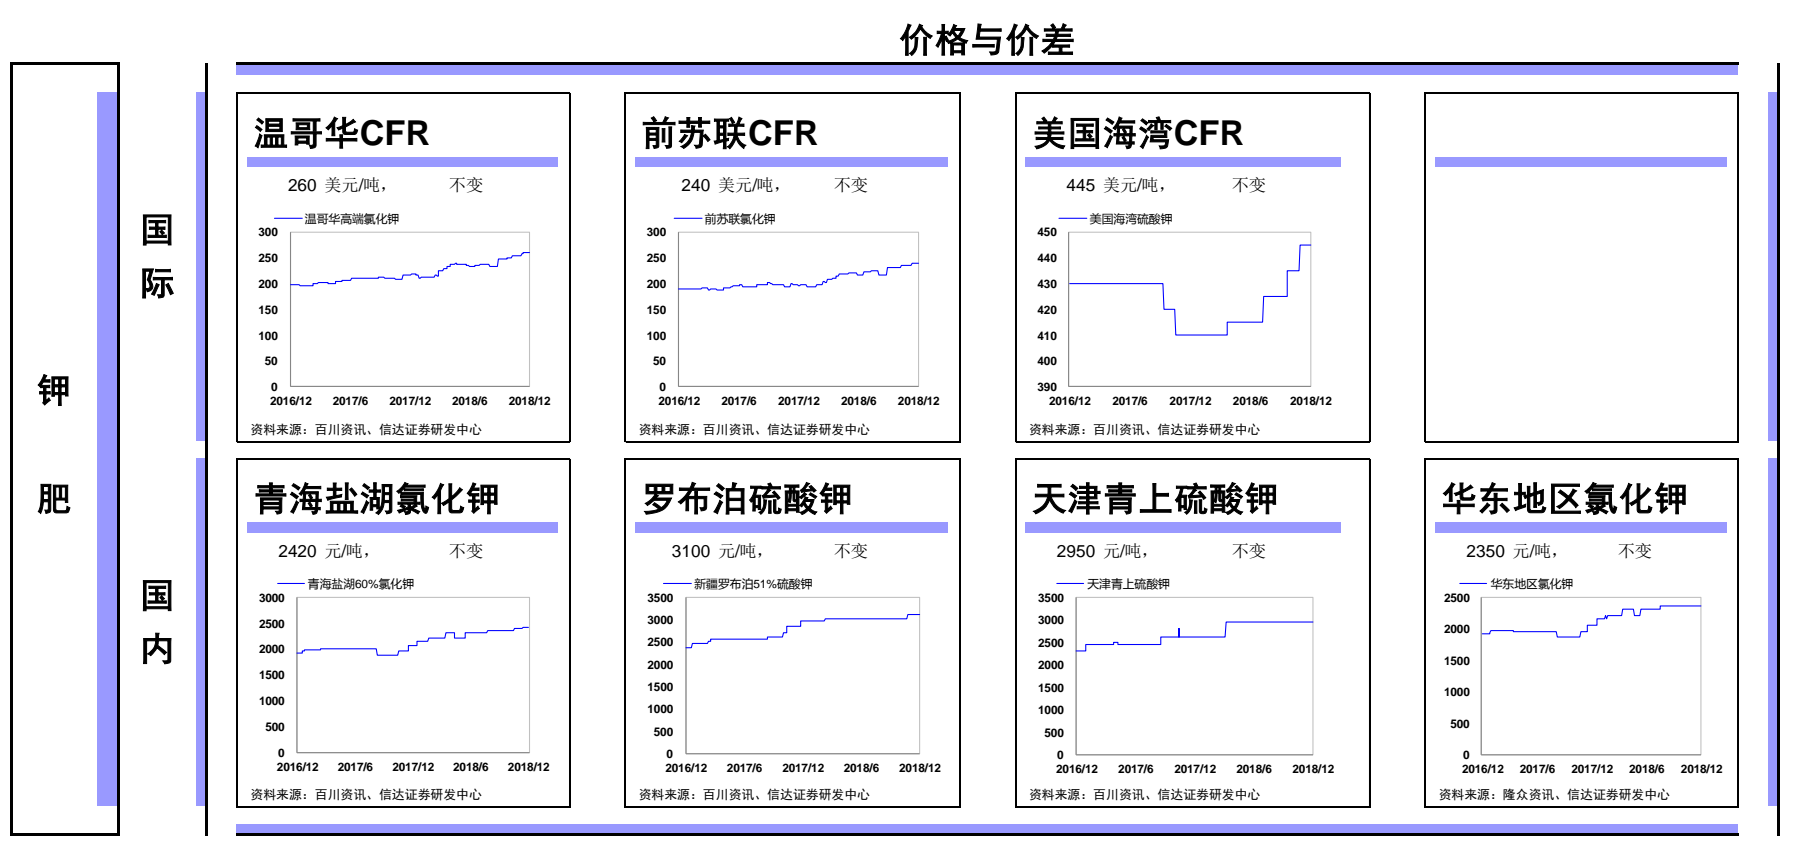 价格与价差
钾
肥
国
际
温哥华CFR
260 美元/吨， 不变
温哥华高端氯化钾
300
250
200
150
100
50
0
2016/12 2017/6 2017/12 2018/6 2018/12
资料来源：百川资讯、信达证券研发中心
前苏联CFR
240 美元/吨， 不变
前苏联氯化钾
300
250
200
150
100
50
0
2016/12 2017/6 2017/12 2018/6 2018/12
资料来源：百川资讯、信达证券研发中心
美国海湾CFR
445 美元/吨， 不变
美国海湾硫酸钾
450
440
430
420
410
400
390
2016/12 2017/6 2017/12 2018/6 2018/12
资料来源：百川资讯、信达证券研发中心
国
内
青海盐湖氯化钾
2420 元/吨， 不变
青海盐湖60%氯化钾
3000
2500
2000
1500
1000
500
0
2016/12 2017/6 2017/12 2018/6 2018/12
资料来源：百川资讯、信达证券研发中心
罗布泊硫酸钾
3100 元/吨， 不变
新疆罗布泊51%硫酸钾
3500
3000
2500
2000
1500
1000
500
0
2016/12 2017/6 2017/12 2018/6 2018/12
资料来源：百川资讯、信达证券研发中心
天津青上硫酸钾
2950 元/吨， 不变
天津青上硫酸钾
3500
3000
2500
2000
1500
1000
500
0
2016/12 2017/6 2017/12 2018/6 2018/12
资料来源：百川资讯、信达证券研发中心
华东地区氯化钾
2350 元/吨， 不变
华东地区氯化钾
2500
2000
1500
1000
500
0
2016/12 2017/6 2017/12 2018/6 2018/12
资料来源：隆众资讯、信达证券研发中心